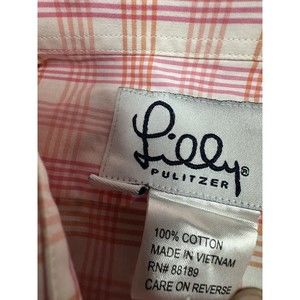 Lilly®
PULITZER
100% COTTON
MADE IN VIETNAM
RN# 88189
CARE ON REVERSE